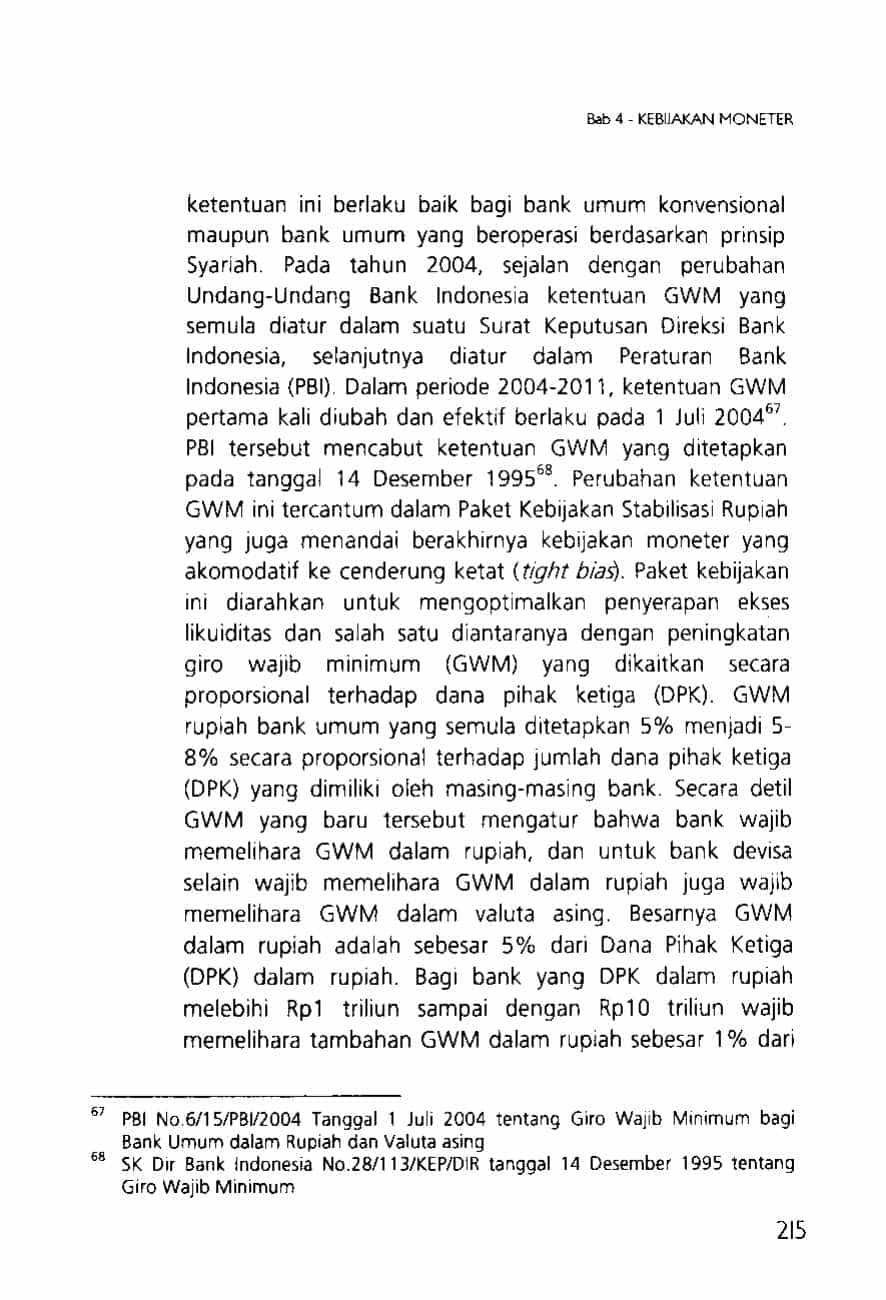 Bab 4 - KEBIJAKAN MONETER
ketentuan ini berlaku baik bagi bank umum konvensional
maupun bank umum yang beroperasi berdasarkan prinsip
Syariah. Pada tahun 2004, sejalan dengan perubahan
Undang-Undang Bank Indonesia ketentuan GWM yang
semula diatur dalam suatu Surat Keputusan Direksi Bank
Indonesia, selanjutnya diatur dalam Peraturan Bank
Indonesia (PBI). Dalam periode 2004-2011, ketentuan GWM
pertama kali diubah dan efektif berlaku pada 1 Juli 2004⁶⁷.
PBI tersebut mencabut ketentuan GWM yang ditetapkan
pada tanggal 14 Desember 1995⁶⁸. Perubahan ketentuan
GWM ini tercantum dalam Paket Kebijakan Stabilisasi Rupiah
yang juga menandai berakhirnya kebijakan moneter yang
akomodatif ke cenderung ketat (tight bias). Paket kebijakan
ini diarahkan untuk mengoptimalkan penyerapan ekses
likuiditas dan salah satu diantaranya dengan peningkatan
giro wajib minimum (GWM) yang dikaitkan secara
proporsional terhadap dana pihak ketiga (DPK). GWM
rupiah bank umum yang semula ditetapkan 5% menjadi 5-
8% secara proporsional terhadap jumlah dana pihak ketiga
(DPK) yang dimiliki oleh masing-masing bank. Secara detil
GWM yang baru tersebut mengatur bahwa bank wajib
memelihara GWM dalam rupiah, dan untuk bank devisa
selain wajib memelihara GWM dalam rupiah juga wajib
memelihara GWM dalam valuta asing. Besarnya GWM
dalam rupiah adalah sebesar 5% dari Dana Pihak Ketiga
(DPK) dalam rupiah. Bagi bank yang DPK dalam rupiah
melebihi Rp1 triliun sampai dengan Rp10 triliun wajib
memelihara tambahan GWM dalam rupiah sebesar 1% dari
⁶⁷ PBI No.6/15/PBI/2004 Tanggal 1 Juli 2004 tentang Giro Wajib Minimum bagi
Bank Umum dalam Rupiah dan Valuta asing
⁶⁸ SK Dir Bank Indonesia No.28/113/KEP/DIR tanggal 14 Desember 1995 tentang
Giro Wajib Minimum
215